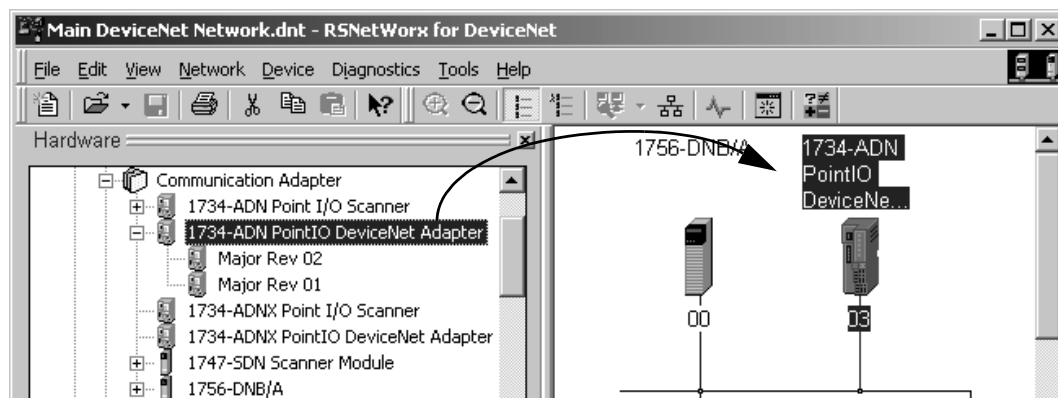 Main DeviceNet Network.dnt - RSNetWorx for DeviceNet
File Edit View Network Device Diagnostics Tools Help
Hardware
Communication Adapter
1734-ADN Point I/O Scanner
1734-ADN PointIO DeviceNet Adapter
Major Rev 02
Major Rev 01
1734-ADNX Point I/O Scanner
1734-ADNX PointIO DeviceNet Adapter
1747-SDN Scanner Module
1756-DNB/A
1756-DNB/A
1734-ADN
PointIO
DeviceNe...
00
03